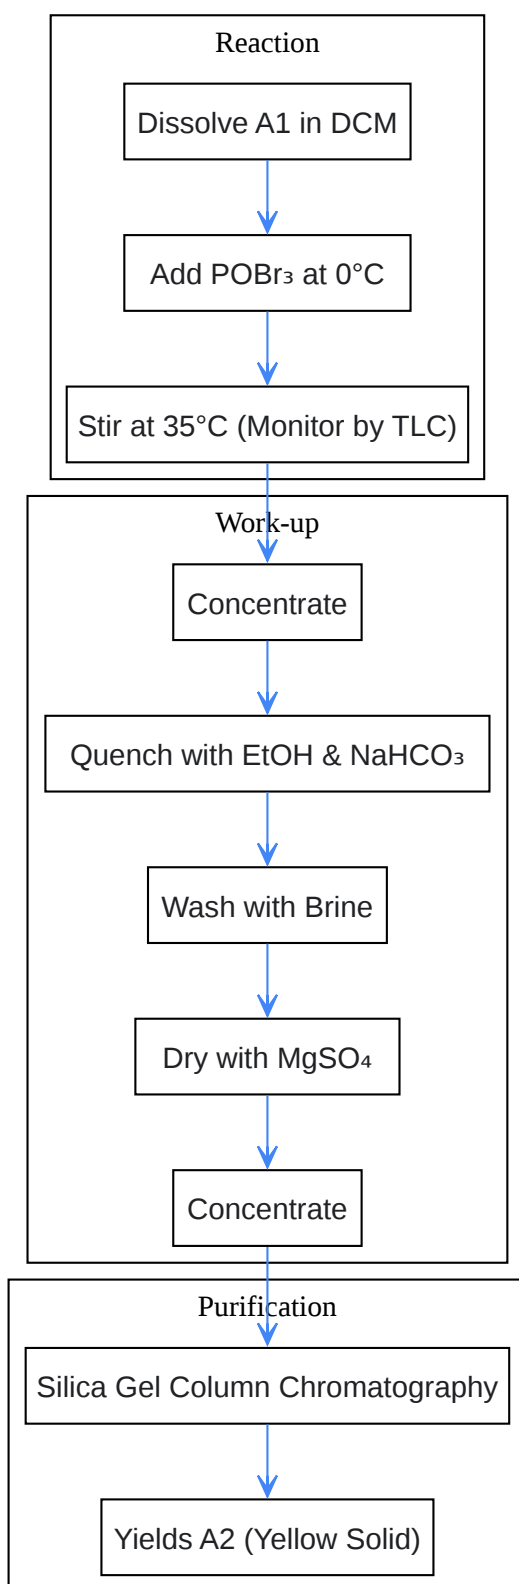 Reaction
Dissolve A1 in DCM
Add POBr₃ at 0°C
Stir at 35°C (Monitor by TLC)
Work-up
Concentrate
Quench with EtOH & NaHCO₃
Wash with Brine
Dry with MgSO₄
Concentrate
Purification
Silica Gel Column Chromatography
Yields A2 (Yellow Solid)